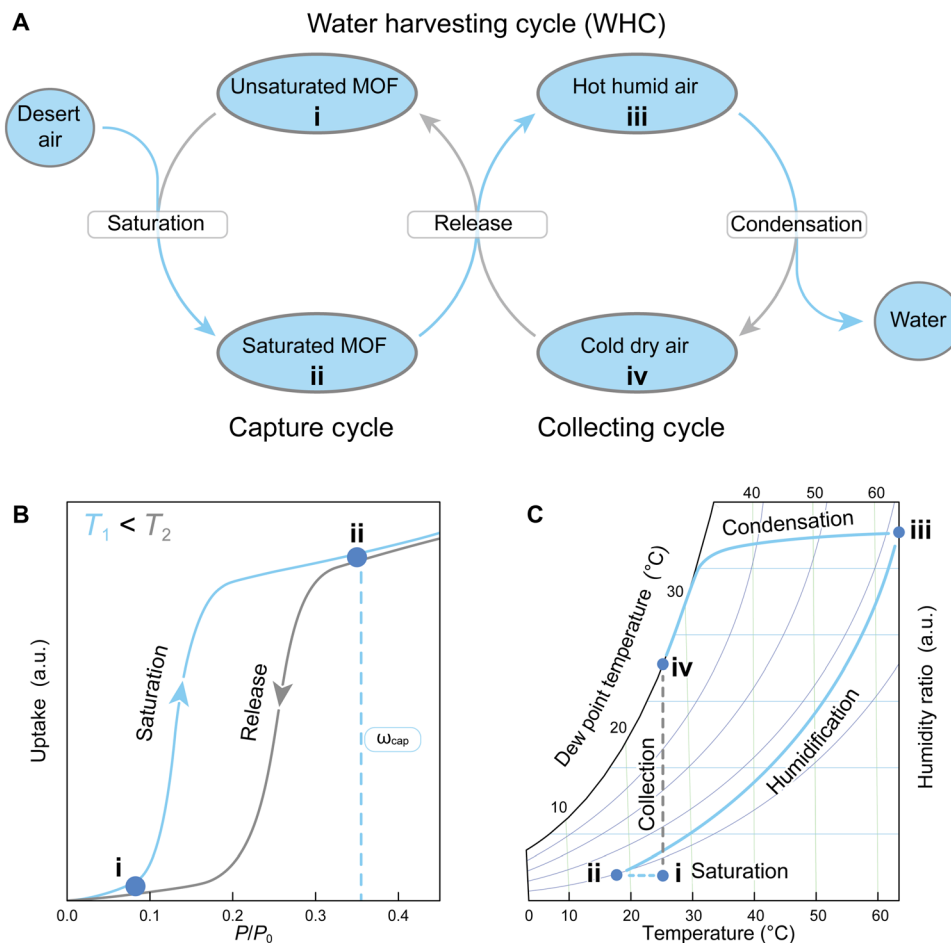 A
Water harvesting cycle (WHC)
Desert
air
Unsaturated MOF
i
Hot humid air
iii
Saturation
Release
Condensation
Saturated MOF
ii
Cold dry air
iv
Water
Capture cycle
Collecting cycle
B
T1 < T2
ii
Saturation
Release
ωcap
i
Uptake (a.u.)
0.0 0.1 0.2 0.3 0.4
P/P0
C
40 50 60
Condensation
iii
30
iv
20
10
Dew point temperature (°C)
Collection
Humidification
Humidity ratio (a.u.)
ii
i
Saturation
0 10 20 30 40 50 60
Temperature (°C)